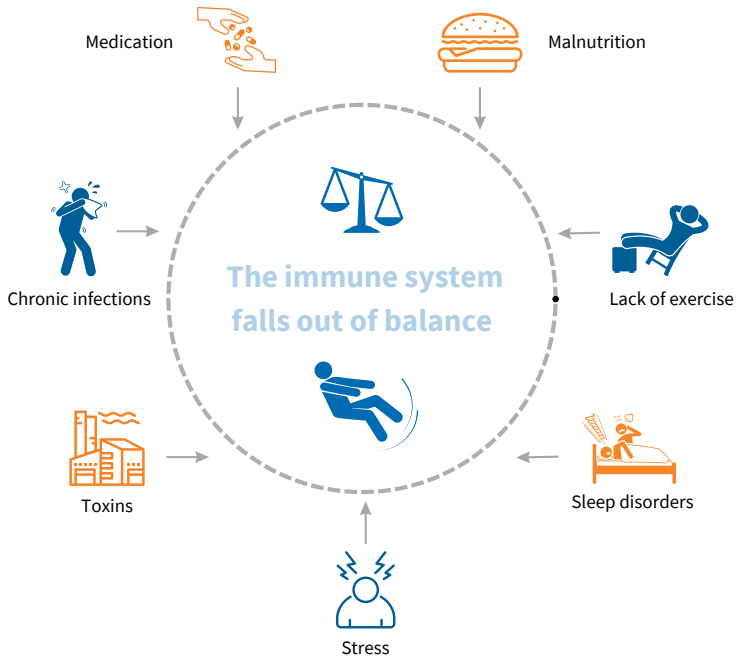 Medication
Malnutrition
Chronic infections
The immune system
falls out of balance
Lack of exercise
Toxins
Sleep disorders
Stress